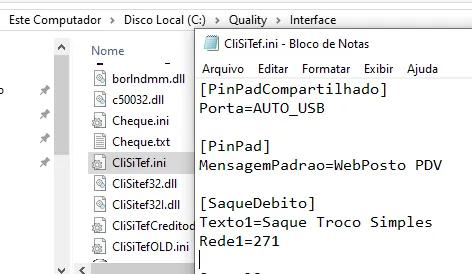 Este Computador > Disco Local (C:) > Quality > Interface
Nome
borlndmm.dll
c50032.dll
Cheque.ini
Cheque.txt
CliSiTef.ini
CliSitef32.dll
CliSitef32I.dll
CliSiTefCreditod
CliSiTefOLD.ini
CliSiTef.ini - Bloco de Notas
Arquivo Editar Formatar Exibir Ajuda
[PinPadCompartilhado]
Porta=AUTO_USB
[PinPad]
MensagemPadrao=WebPosto PDV
[SaqueDebito]
Texto1=Saque Troco Simples
Rede1=271